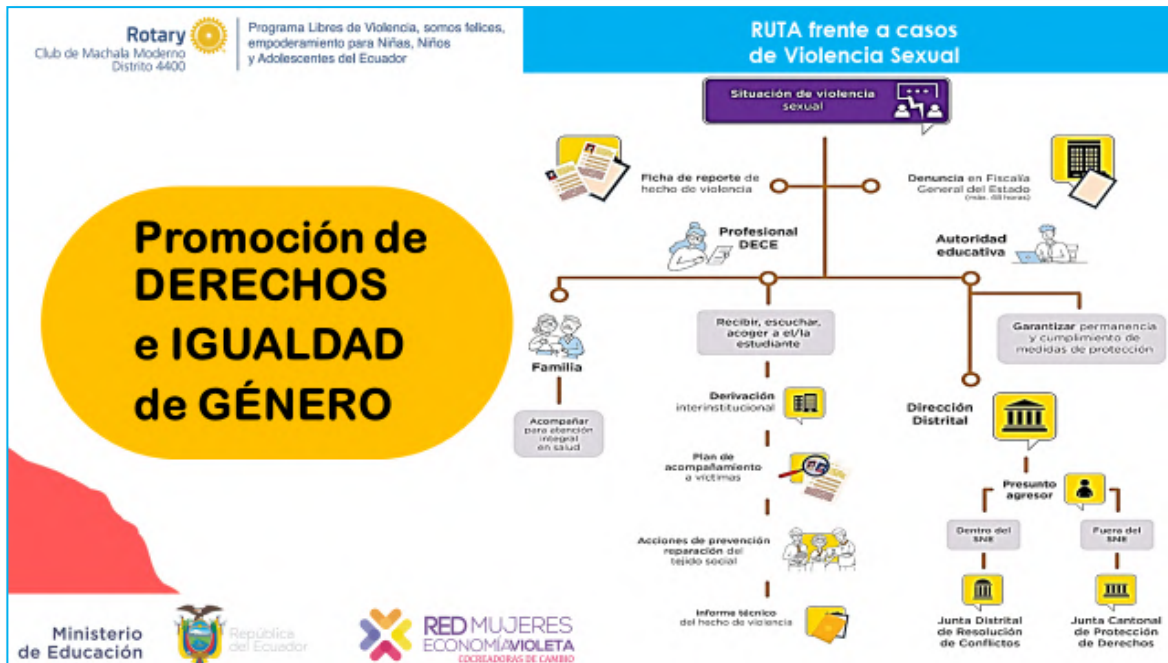 Rotary
Club de Machala Moderno
Distrito 4400
Programa Libres de Violencia, somos felices,
empoderamiento para Niñas, Niños
y Adolescentes del Ecuador
Promoción de
DERECHOS
e IGUALDAD
de GÉNERO
Ministerio
de Educación
República
del Ecuador
RED MUJERES
ECONOMÍAVIOLETA
COCREADORAS DE CAMBIO
RUTA frente a casos
de Violencia Sexual
Situación de violencia
sexual
Ficha de reporte de
hecho de violencia
Denuncia en Fiscalía
General del Estado
(máx. 48 horas)
Profesional
DECE
Autoridad
educativa
Familia
Acompañar
para atención
integral
en salud
Recibir, escuchar,
acoger a el/la
estudiante
Derivación
interinstitucional
Plan de
acompañamiento
a víctimas
Acciones de prevención
reparación del
tejido social
Informe técnico
del hecho de violencia
Garantizar permanencia
y cumplimiento de
medidas de protección
Dirección
Distrital
Presunto
agresor
Dentro del
SNE
Fuera del
SNE
Junta Distrital
de Resolución
de Conflictos
Junta Cantonal
de Protección
de Derechos